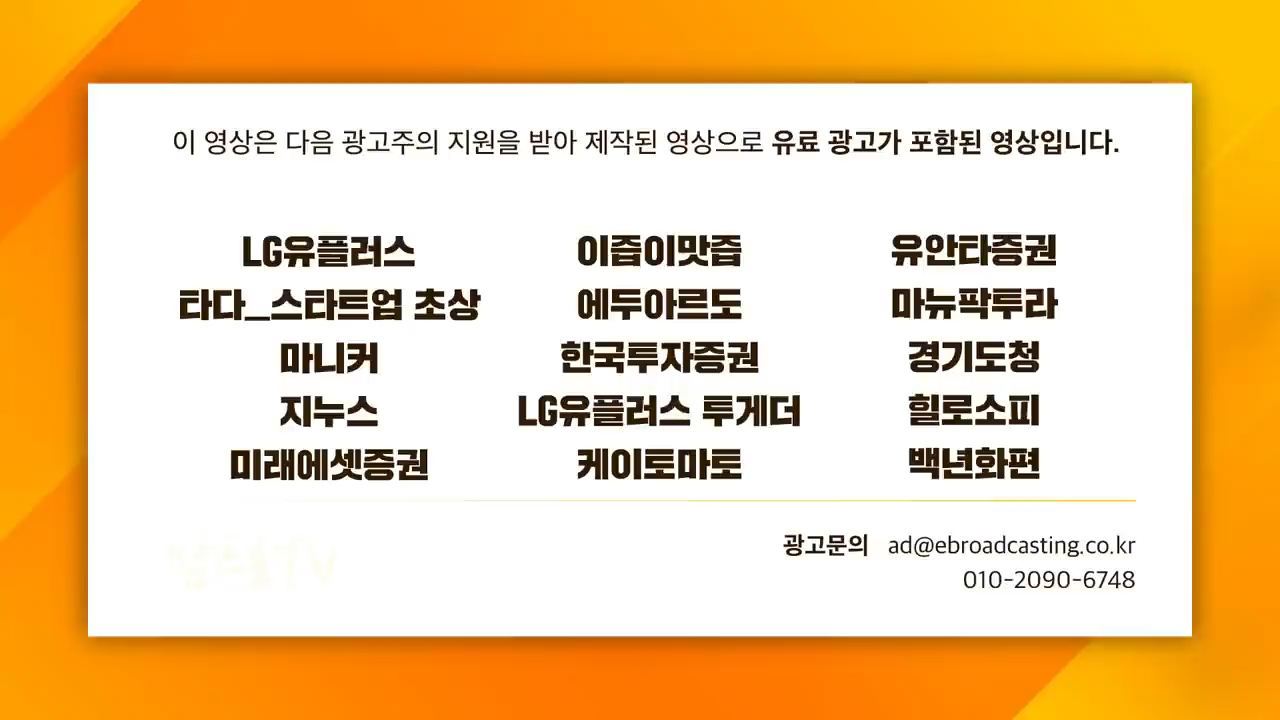 이 영상은 다음 광고주의 지원을 받아 제작된 영상으로 유료 광고가 포함된 영상입니다.
LG유플러스 이즙이맛즙 유안타증권
타다_스타트업 초상 에두아르도 마뉴팍투라
마니커 한국투자증권 경기도청
지누스 LG유플러스 투게더 힐로소피
미래에셋증권 케이토마토 백년화편
광고문의 ad@ebroadcasting.co.kr
010-2090-6748